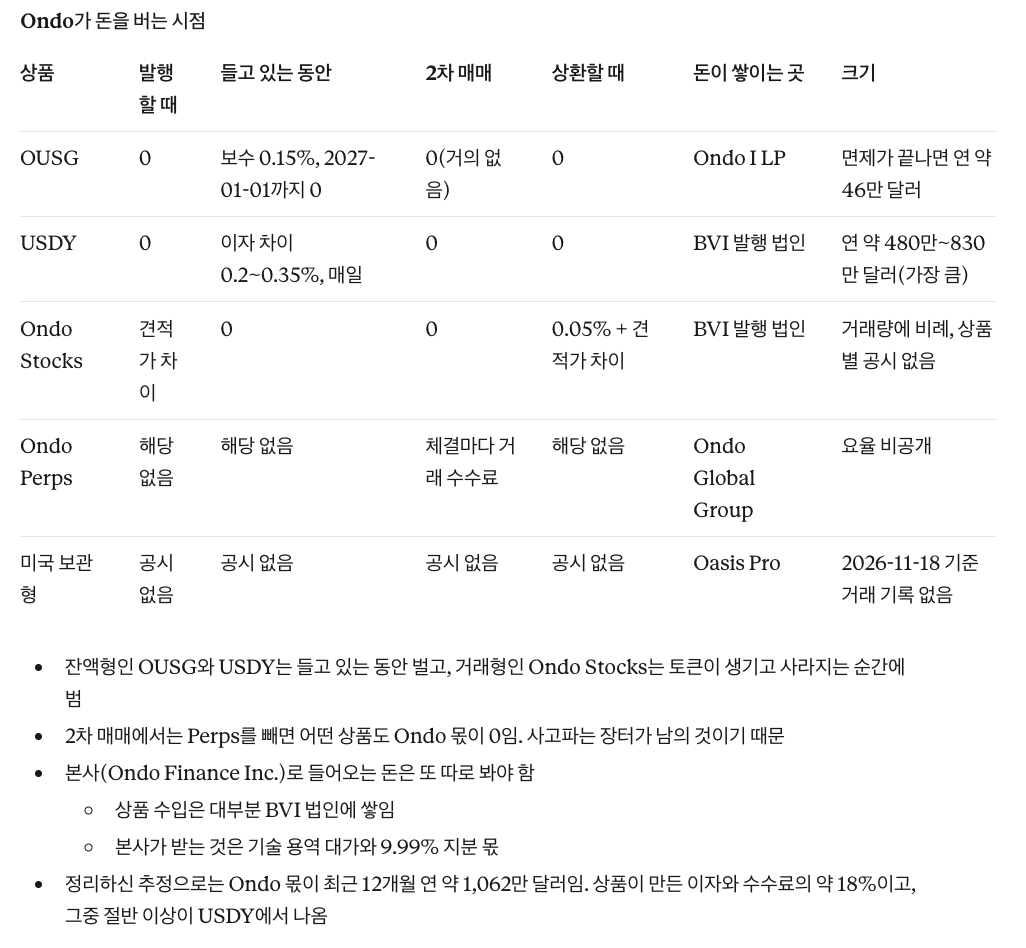 Ondo가 돈을 버는 시점
상품 발행할 때 들고 있는 동안 2차 매매 상환할 때 돈이 쌓이는 곳 크기
OUSG 0 보수 0.15%, 2027-01-01까지 0 0(거의 없음) 0 Ondo I LP 면제가 끝나면 연 약 46만 달러
USDY 0 이자 차이 0.2~0.35%, 매일 0 0 BVI 발행 법인 연 약 480만~830만 달러(가장 큼)
Ondo Stocks 견적가 차이 0 0 0.05% + 견적가 차이 BVI 발행 법인 거래량에 비례, 상품별 공시 없음
Ondo Perps 해당 없음 해당 없음 체결마다 거래 수수료 해당 없음 Ondo Global Group 요율 비공개
미국 보관형 공시 없음 공시 없음 공시 없음 공시 없음 Oasis Pro 2026-11-18 기준 거래 기록 없음
• 잔액형인 OUSG와 USDY는 들고 있는 동안 벌고, 거래형인 Ondo Stocks는 토큰이 생기고 사라지는 순간에
범
• 2차 매매에서는 Perps를 빼면 어떤 상품도 Ondo 몫이 0임. 사고파는 장터가 남의 것이기 때문
• 본사(Ondo Finance Inc.)로 들어오는 돈은 또 따로 봐야 함
◦ 상품 수입은 대부분 BVI 법인에 쌓임
◦ 본사가 받는 것은 기술 용역 대가와 9.99% 지분 몫
• 정리하신 추정으로는 Ondo 몫이 최근 12개월 연 약 1,062만 달러임. 상품이 만든 이자와 수수료의 약 18%이고,
그중 절반 이상이 USDY에서 나옴